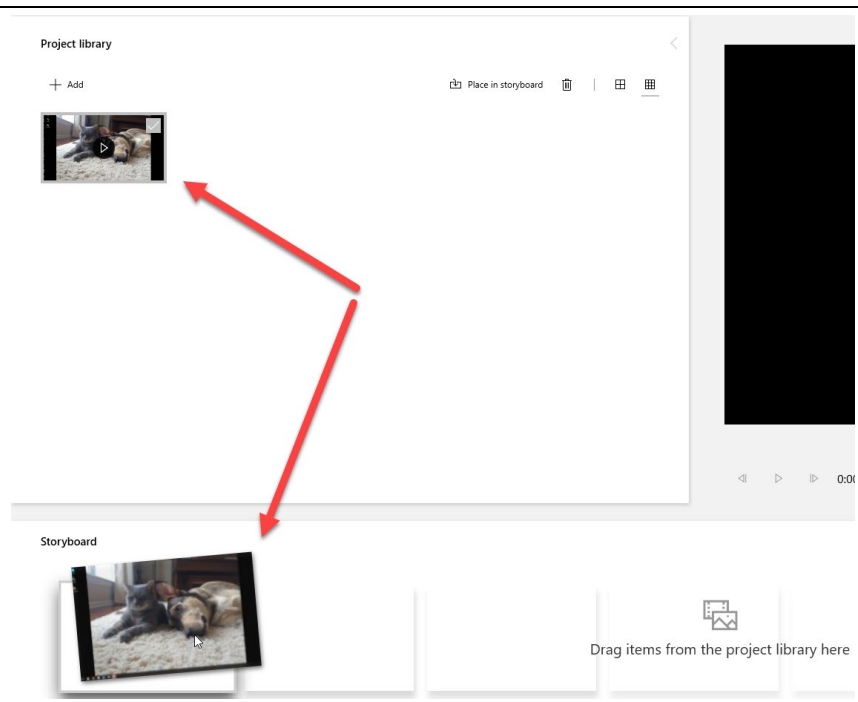 Project library
Add
Place in storyboard
Storyboard
Drag items from the project library here